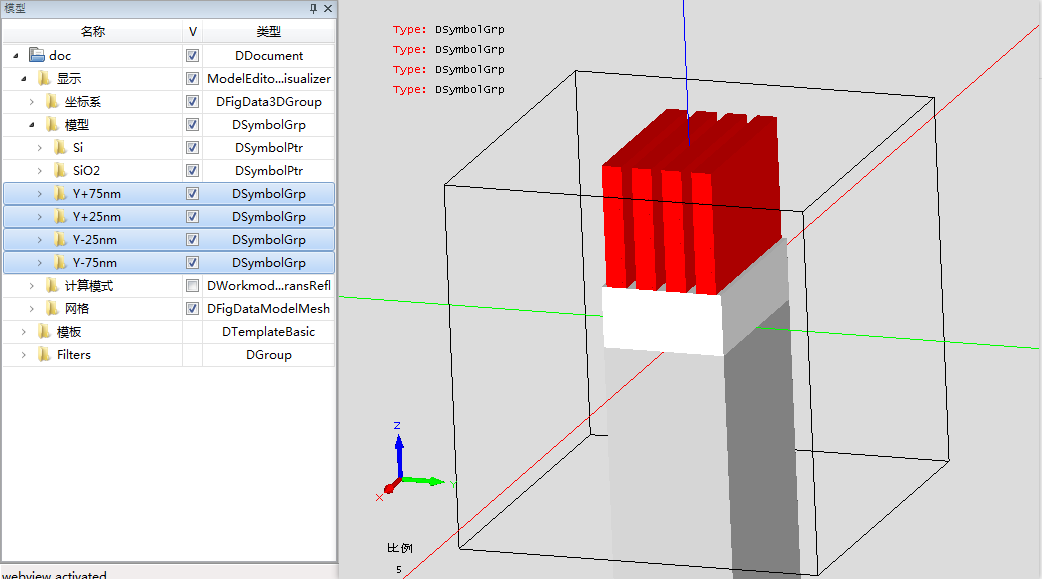 模型
名称 V 类型
doc DDocument
显示 ModelEdito...isualizer
坐标系 DFigData3DGroup
模型 DSymbolGrp
Si DSymbolPtr
SiO2 DSymbolPtr
Y+75nm DSymbolGrp
Y+25nm DSymbolGrp
Y-25nm DSymbolGrp
Y-75nm DSymbolGrp
计算模式 DWorkmod...ransRefl
网格 DFigDataModelMesh
模板 DTemplateBasic
Filters DGroup
webview activated
Type: DSymbolGrp
Type: DSymbolGrp
Type: DSymbolGrp
Type: DSymbolGrp
Z
Y
X
比例
5